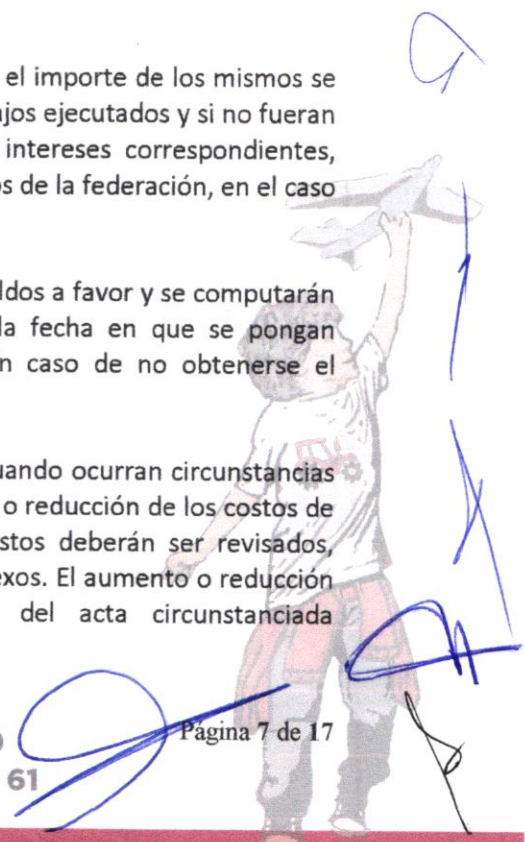 el importe de los mismos se
ajos ejecutados y si no fueran
intereses correspondientes,
os de la federación, en el caso
ldos a favor y se computarán
la fecha en que se pongan
n caso de no obtenerse el
uando ocurran circunstancias
o reducción de los costos de
stos deberán ser revisados,
exos. El aumento o reducción
del acta circunstanciada
Página 7 de 17
61